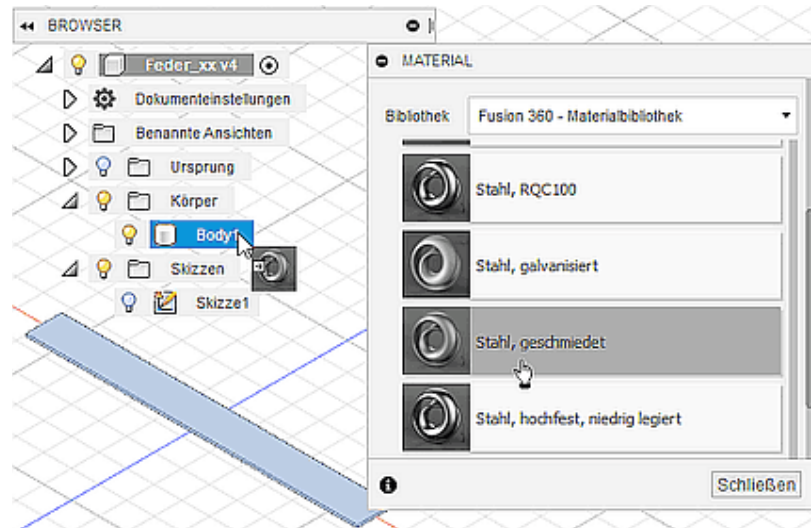 BROWSER
Feder_xx v4
Dokumenteinstellungen
Benannte Ansichten
Ursprung
Körper
Body1
Skizzen
Skizze1
MATERIAL
Bibliothek
Fusion 360 - Materialbibliothek
Stahl, RQC100
Stahl, galvanisiert
Stahl, geschmiedet
Stahl, hochfest, niedrig legiert
Schließen